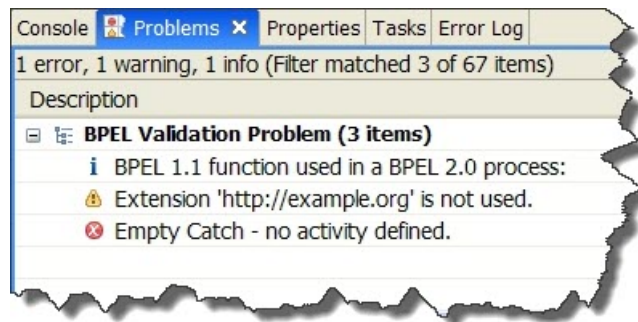 Console Problems Properties Tasks Error Log
1 error, 1 warning, 1 info (Filter matched 3 of 67 items)
Description
BPEL Validation Problem (3 items)
BPEL 1.1 function used in a BPEL 2.0 process:
Extension 'http://example.org' is not used.
Empty Catch - no activity defined.